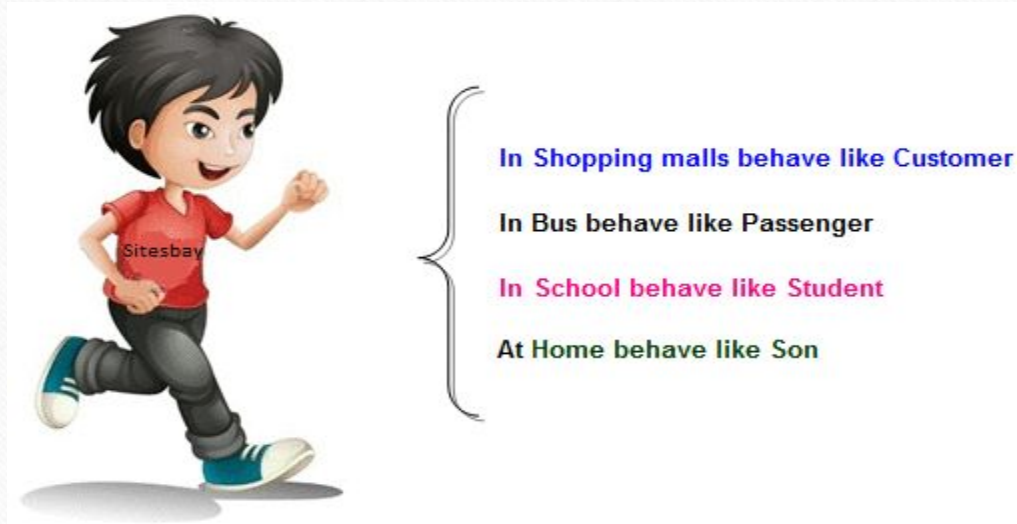 Sitesbay
In Shopping malls behave like Customer
In Bus behave like Passenger
In School behave like Student
At Home behave like Son